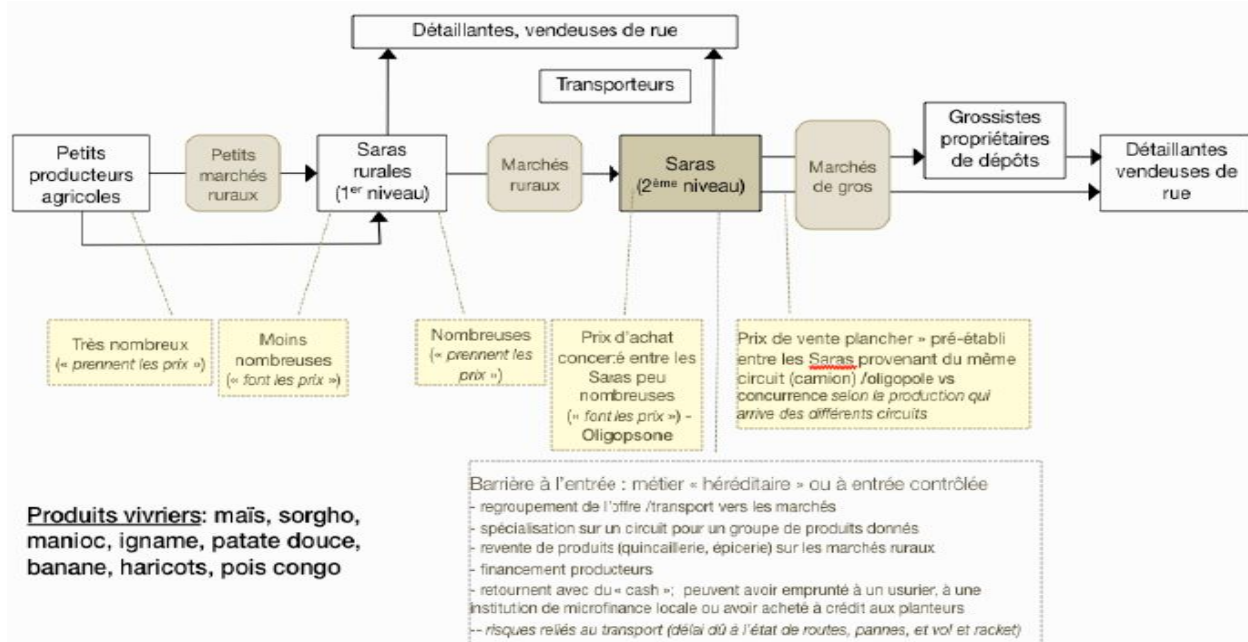 Détaillantes, vendeuses de rue
Transporteurs
Petits
producteurs
agricoles
Petits
marchés
ruraux
Saras
rurales
(1er niveau)
Marchés
ruraux
Saras
(2ème niveau)
Marchés
de gros
Grossistes
propriétaires
de dépôts
Détaillantes
vendeuses de
rue
Très nombreux
(« prennent les prix »)
Moins
nombreuses
(« font les prix »)
Nombreuses
(« prennent les
prix »)
Prix d'achat
concerté entre les
Saras peu
nombreuses
(« font les prix ») -
Oligopsone
Prix de vente plancher » pré-établi
entre les Saras provenant du même
circuit (camion) /oligopole vs
concurrence selon la production qui
arrive des différents circuits
Barrière à l'entrée : métier « héréditaire » ou à entrée contrôlée
- regroupement de l'offre /transport vers les marchés
- spécialisation sur un circuit pour un groupe de produits donnés
- revente de produits (quincaillerie, épicerie) sur les marchés ruraux
- financement producteurs
- retournent avec du « cash »; peuvent avoir emprunté à un usurier, à une
institution de microfinance locale ou avoir acheté à crédit aux planteurs
-- risques reliés au transport (délai dû à l'état de routes, pannes, et vol et racket)
Produits vivriers: maïs, sorgho,
manioc, igname, patate douce,
banane, haricots, pois congo